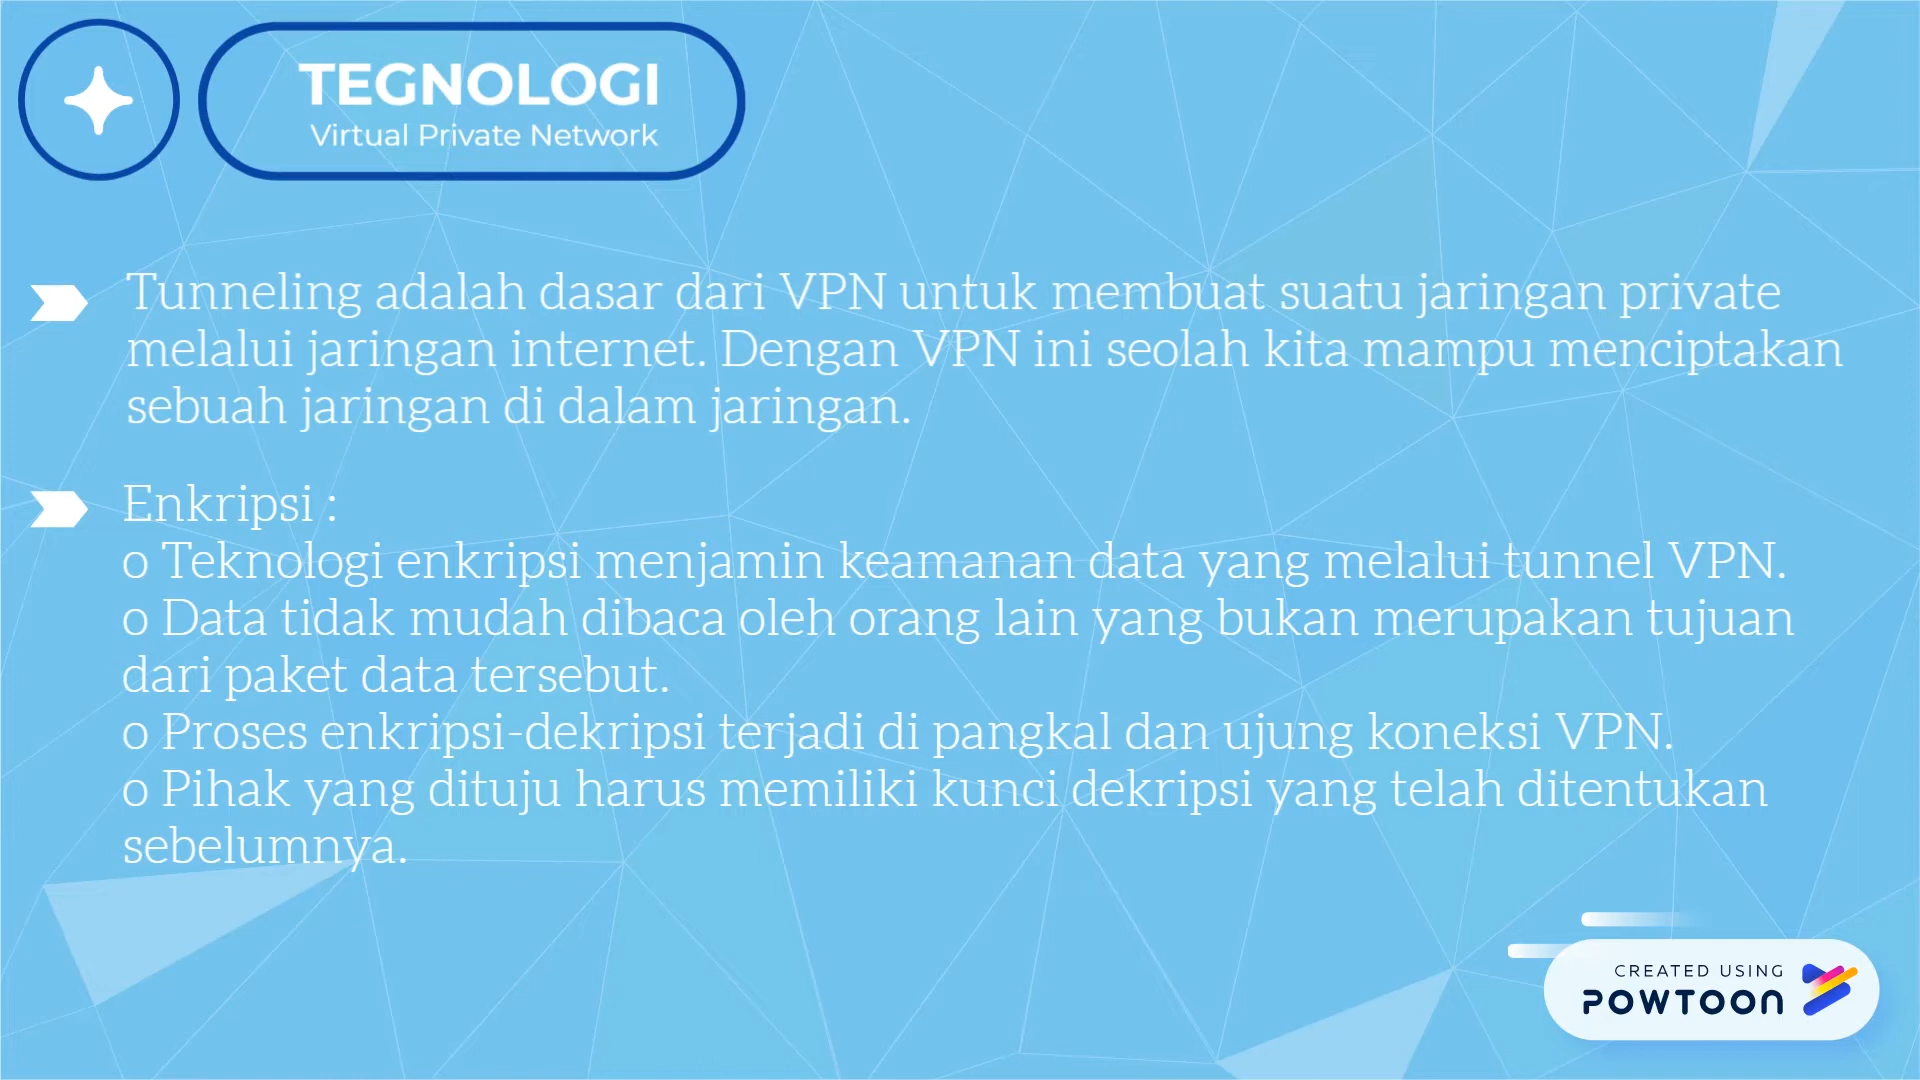 TEGNOLOGI
Virtual Private Network
Tunneling adalah dasar dari VPN untuk membuat suatu jaringan private
melalui jaringan internet. Dengan VPN ini seolah kita mampu menciptakan
sebuah jaringan di dalam jaringan.
Enkripsi :
o Teknologi enkripsi menjamin keamanan data yang melalui tunnel VPN.
o Data tidak mudah dibaca oleh orang lain yang bukan merupakan tujuan
dari paket data tersebut.
o Proses enkripsi-dekripsi terjadi di pangkal dan ujung koneksi VPN.
o Pihak yang dituju harus memiliki kunci dekripsi yang telah ditentukan
sebelumnya.
CREATED USING
POWTOON